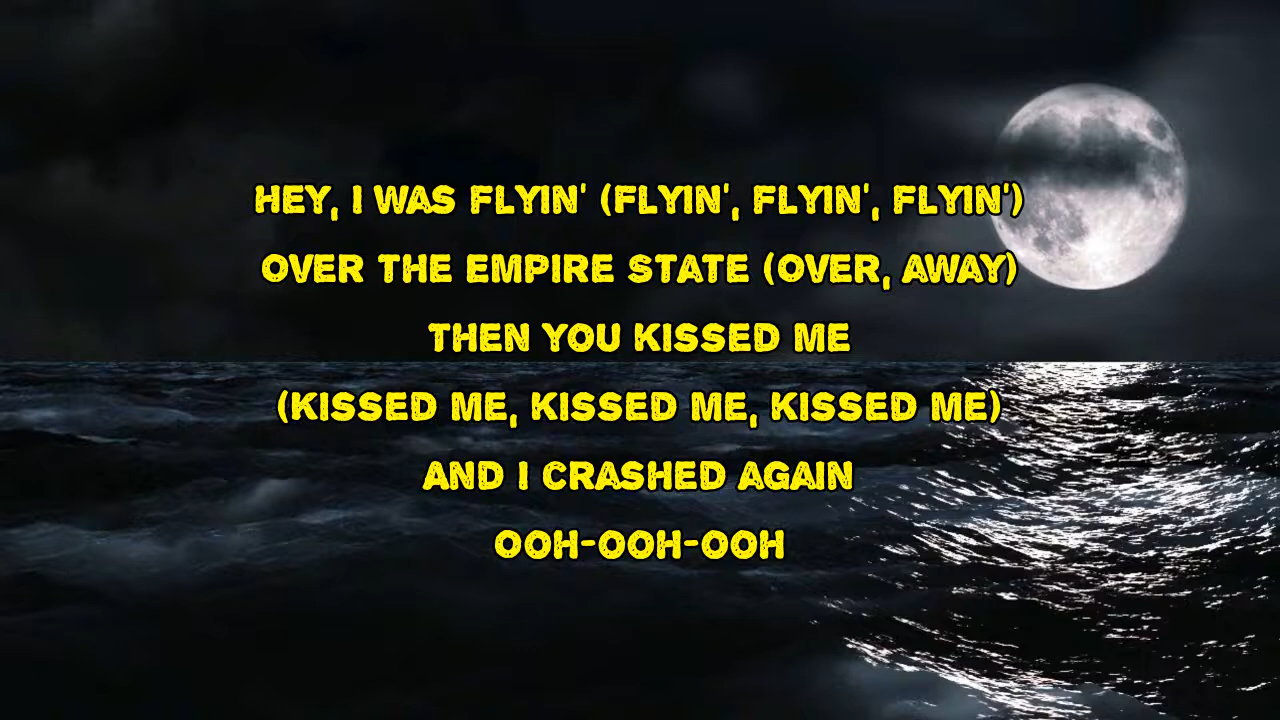 HEY, I WAS FLYIN' (FLYIN', FLYIN', FLYIN')
OVER THE EMPIRE STATE (OVER, AWAY)
THEN YOU KISSED ME
(KISSED ME, KISSED ME, KISSED ME)
AND I CRASHED AGAIN
OOH-OOH-OOH